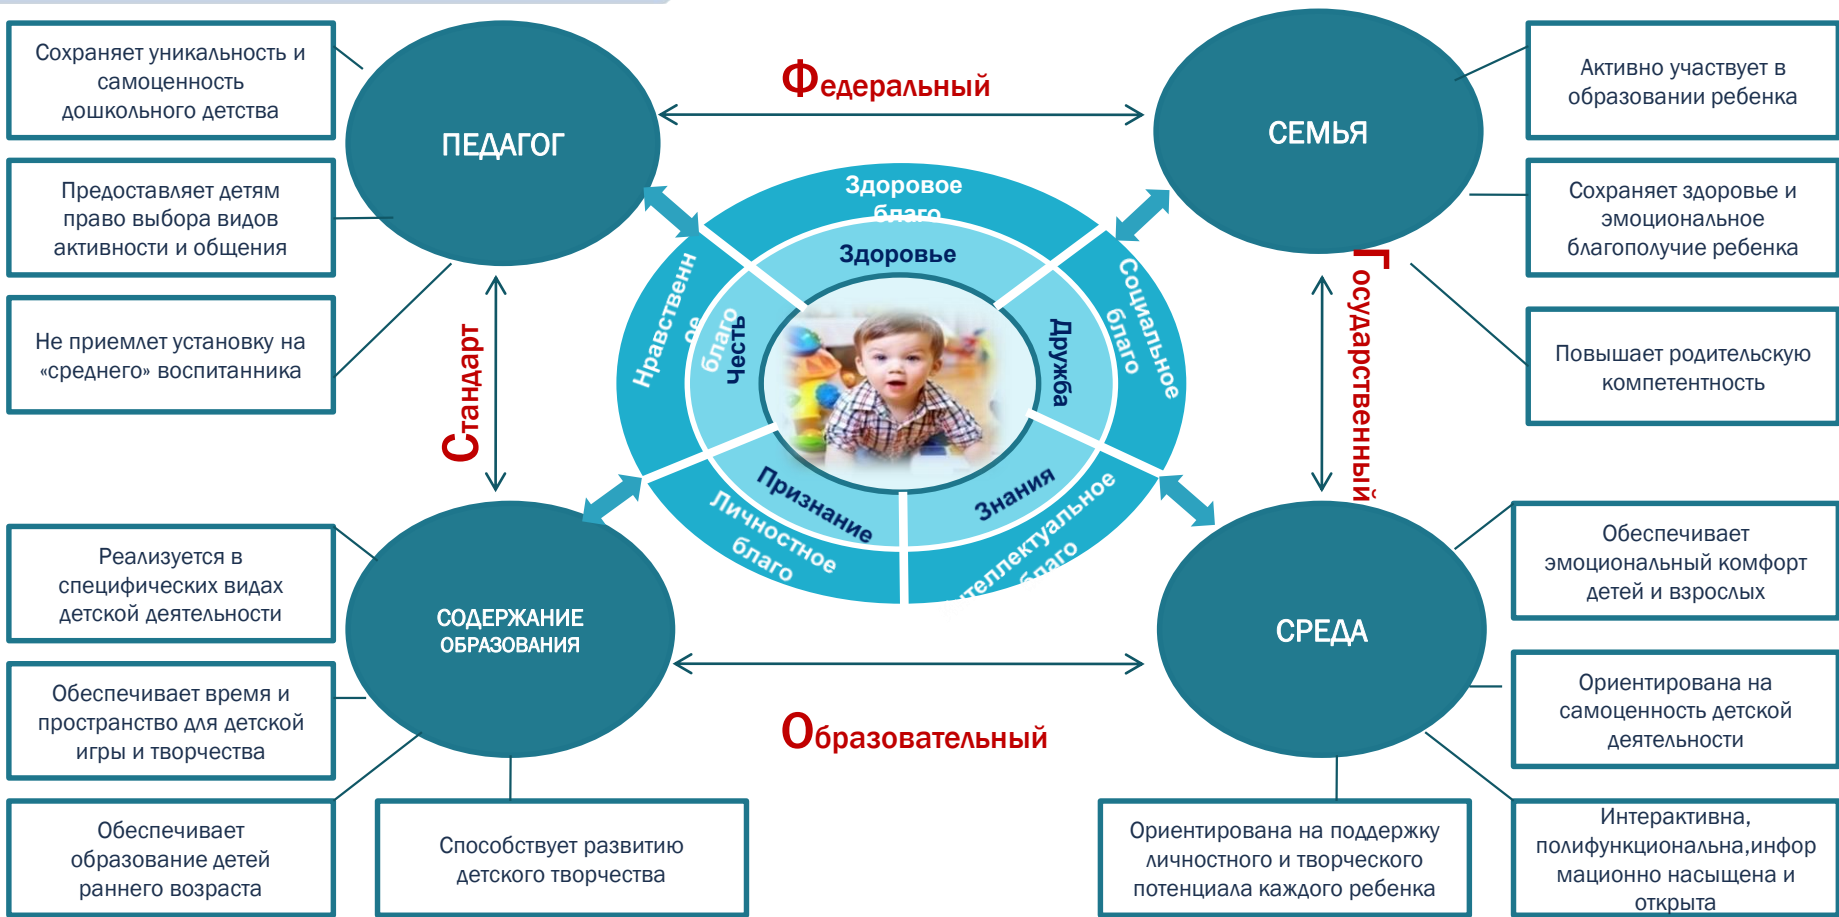 Сохраняет уникальность и
самоценность
дошкольного детства
Предоставляет детям
право выбора видов
активности и общения
Не приемлет установку на
«среднего» воспитанника
ПЕДАГОГ
Федеральный
СЕМЬЯ
Активно участвует в
образовании ребенка
Сохраняет здоровье и
эмоциональное
благополучие ребенка
Повышает родительскую
компетентность
Стандарт
Государственный
Здоровое
благо
Здоровье
Нравственн
ое
благо
Честь
Социальное
благо
Дружба
Признание
Личностное
благо
Знания
нтеллектуальное
благо
Реализуется в
специфических видах
детской деятельности
Обеспечивает время и
пространство для детской
игры и творчества
Обеспечивает
образование детей
раннего возраста
Способствует развитию
детского творчества
СОДЕРЖАНИЕ
ОБРАЗОВАНИЯ
Образовательный
СРЕДА
Обеспечивает
эмоциональный комфорт
детей и взрослых
Ориентирована на
самоценность детской
деятельности
Ориентирована на поддержку
личностного и творческого
потенциала каждого ребенка
Интерактивна,
полифункциональна,инфор
мационно насыщена и
открыта